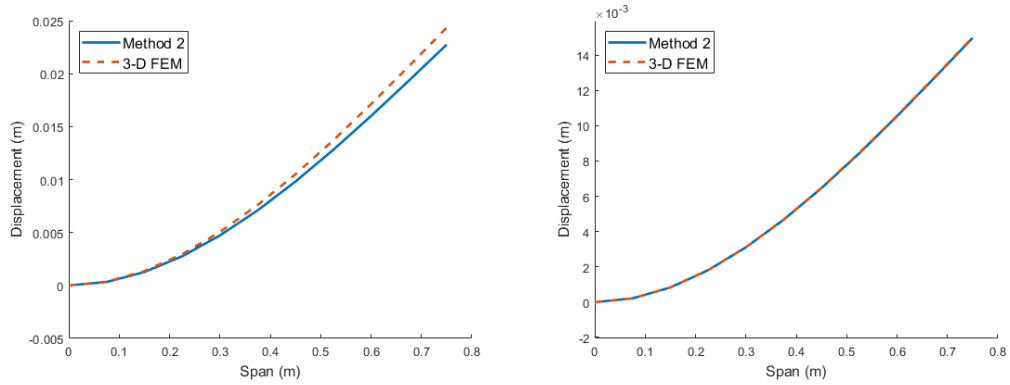 0.025
0.02
0.015
0.01
0.005
0
-0.005
Displacement (m)
Method 2
3-D FEM
0 0.1 0.2 0.3 0.4 0.5 0.6 0.7 0.8
Span (m)
×10⁻³
14
12
10
8
6
4
2
0
-2
Displacement (m)
Method 2
3-D FEM
0 0.1 0.2 0.3 0.4 0.5 0.6 0.7 0.8
Span (m)